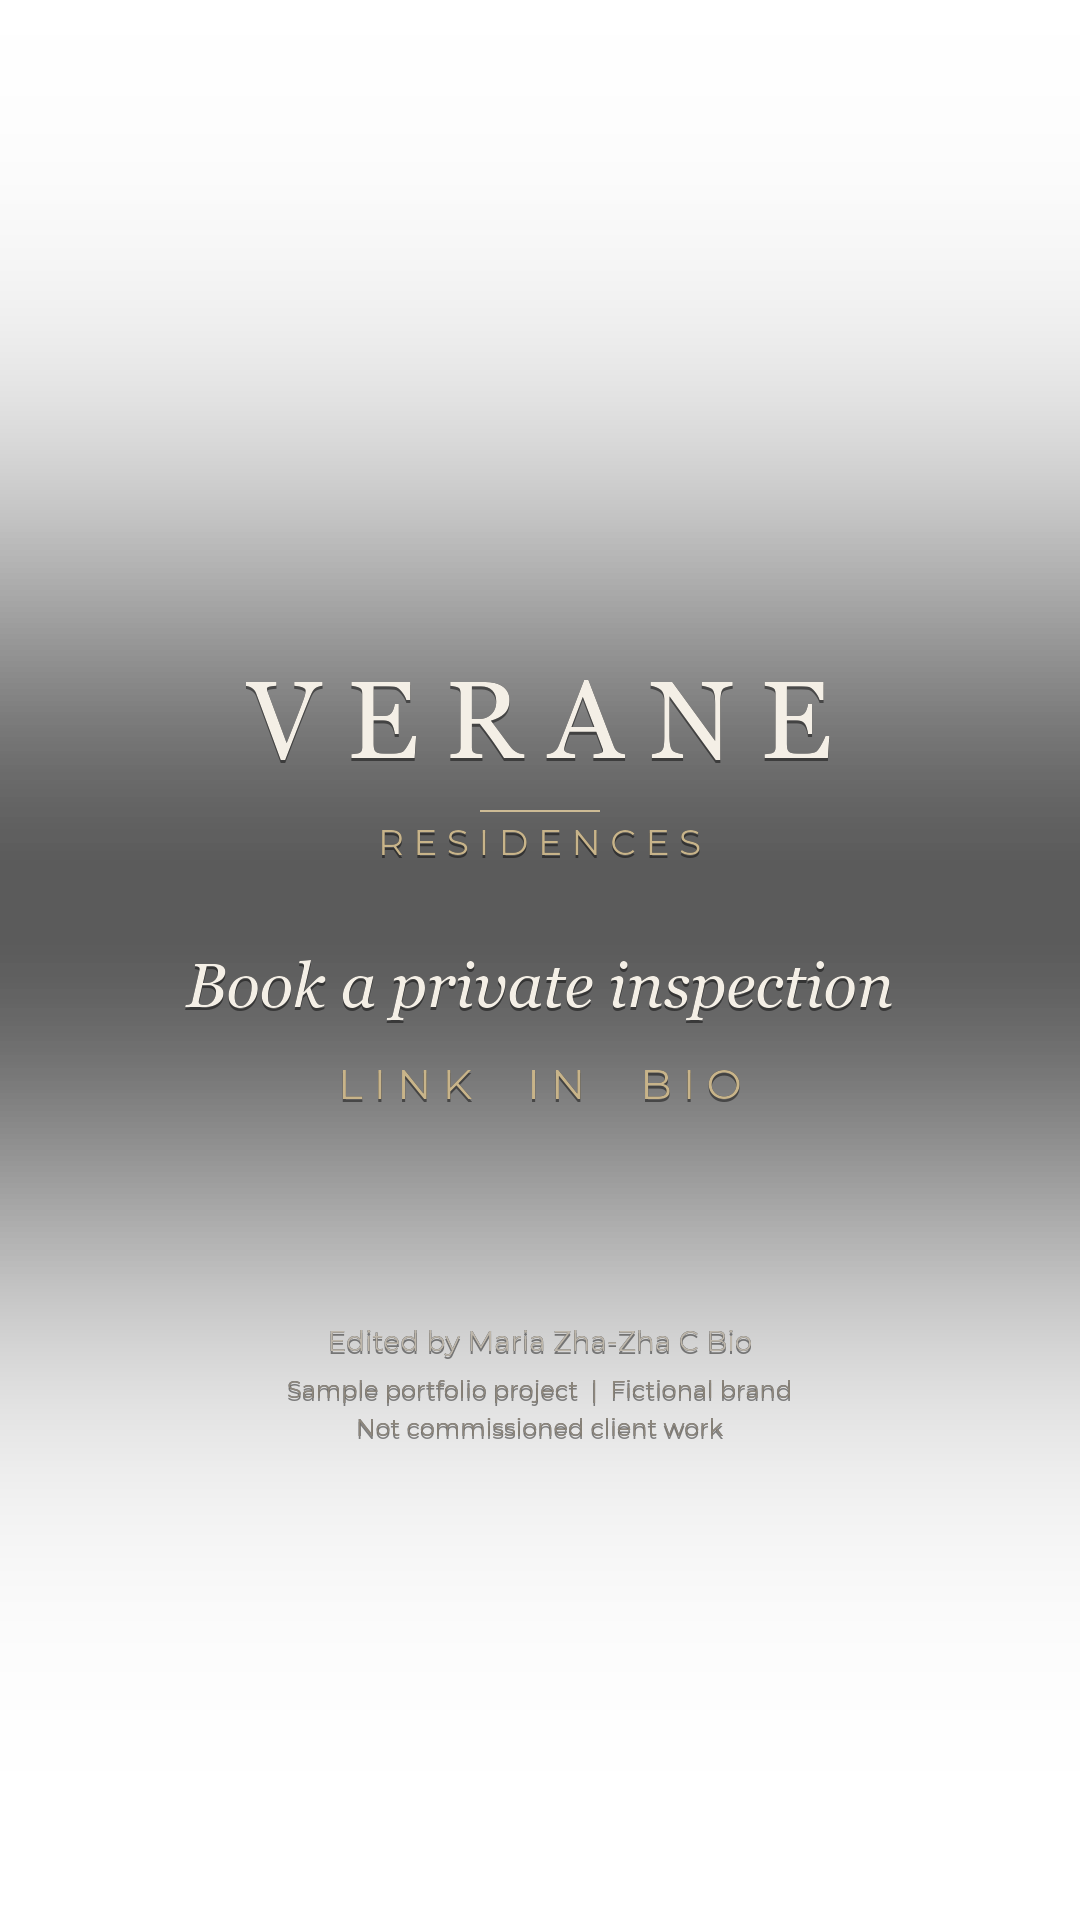 VERANE
RESIDENCES
Book a private inspection
LINK IN BIO
Edited by Maria Zha-Zha C Bio
Sample portfolio project | Fictional brand
Not commissioned client work